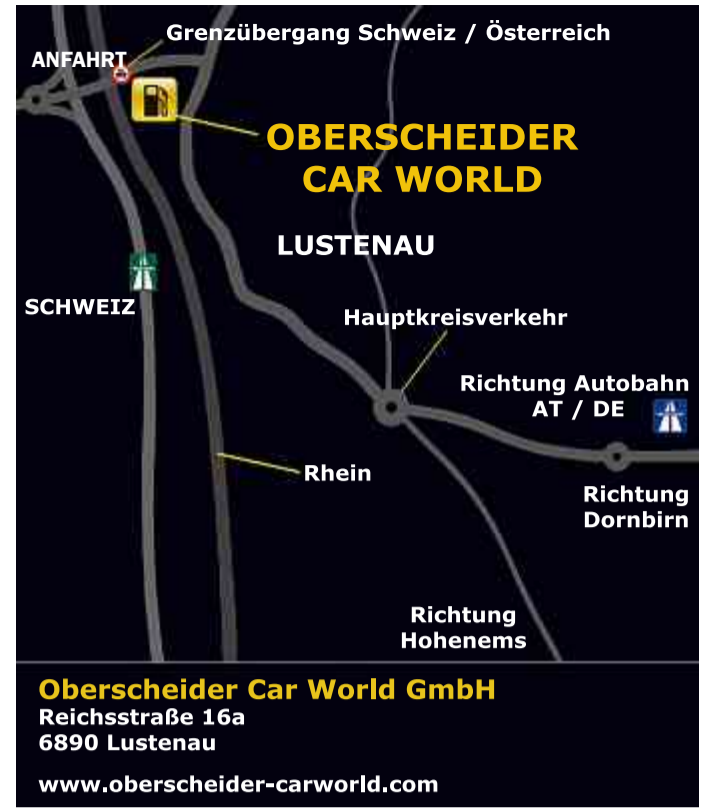 Grenzübergang Schweiz / Österreich
ANFAHRT
OBERSCHEIDER
CAR WORLD
LUSTENAU
SCHWEIZ
Hauptkreisverkehr
Richtung Autobahn
AT / DE
Rhein
Richtung
Dornbirn
Richtung
Hohenems
Oberscheider Car World GmbH
Reichsstraße 16a
6890 Lustenau
www.oberscheider-carworld.com